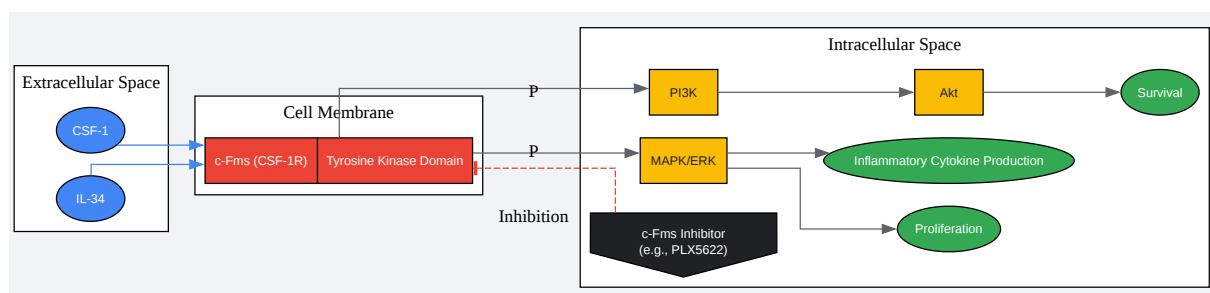 Extracellular Space
CSF-1
IL-34
Cell Membrane
c-Fms (CSF-1R)
Tyrosine Kinase Domain
P
P
Inhibition
Intracellular Space
PI3K
Akt
Survival
MAPK/ERK
Inflammatory Cytokine Production
Proliferation
c-Fms Inhibitor
(e.g., PLX5622)